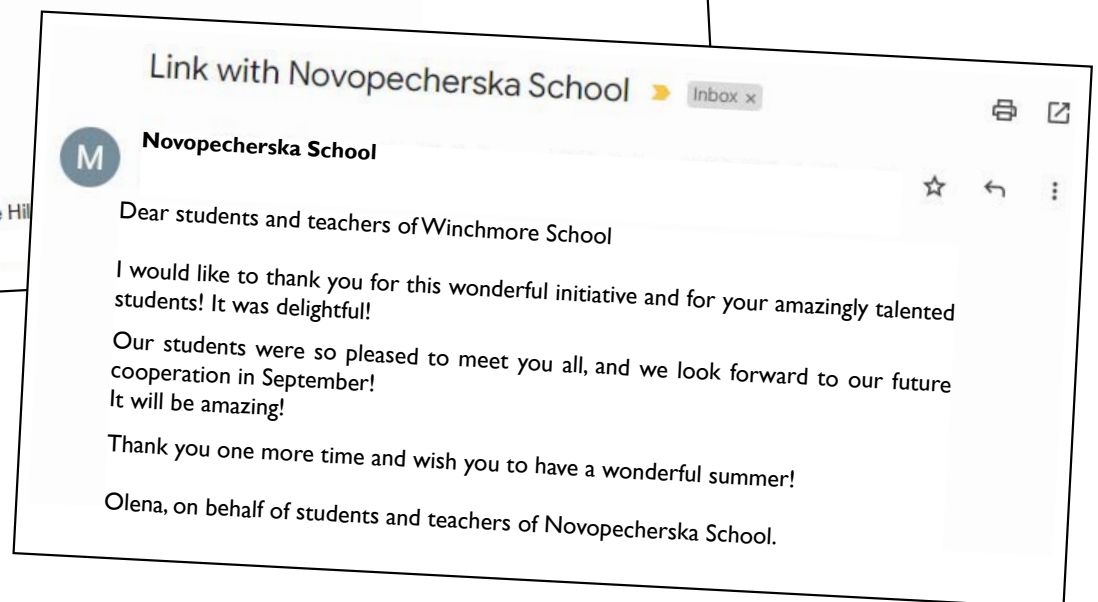 Link with Novopecherska School
Inbox ×
M
Novopecherska School
Hil
Dear students and teachers of Winchmore School
I would like to thank you for this wonderful initiative and for your amazingly talented
students! It was delightful!
Our students were so pleased to meet you all, and we look forward to our future
cooperation in September!
It will be amazing!
Thank you one more time and wish you to have a wonderful summer!
Olena, on behalf of students and teachers of Novopecherska School.